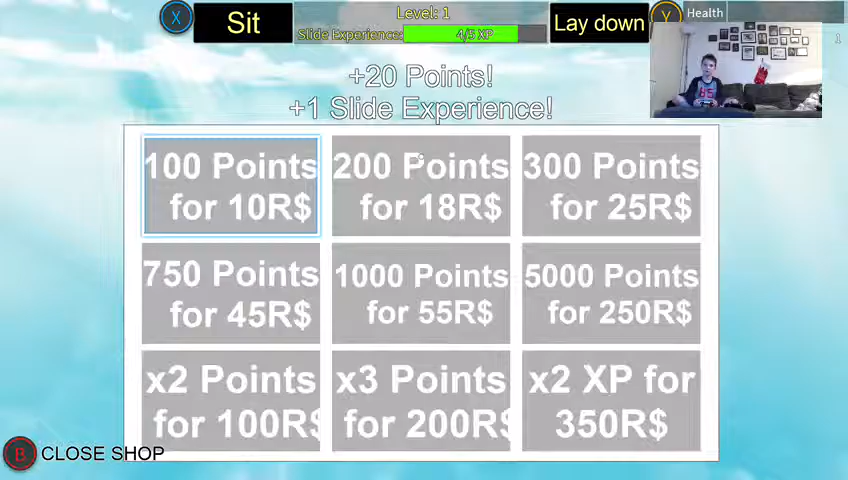 X
Sit
Level: 1
Slide Experience:
4/5 XP
Lay down
Y
Health
1
+20 Points!
+1 Slide Experience!
100 Points
for 10R$
200 Points
for 18R$
300 Points
for 25R$
750 Points
for 45R$
1000 Points
for 55R$
5000 Points
for 250R$
x2 Points
for 100R$
x3 Points
for 200R$
x2 XP for
350R$
B
CLOSE SHOP